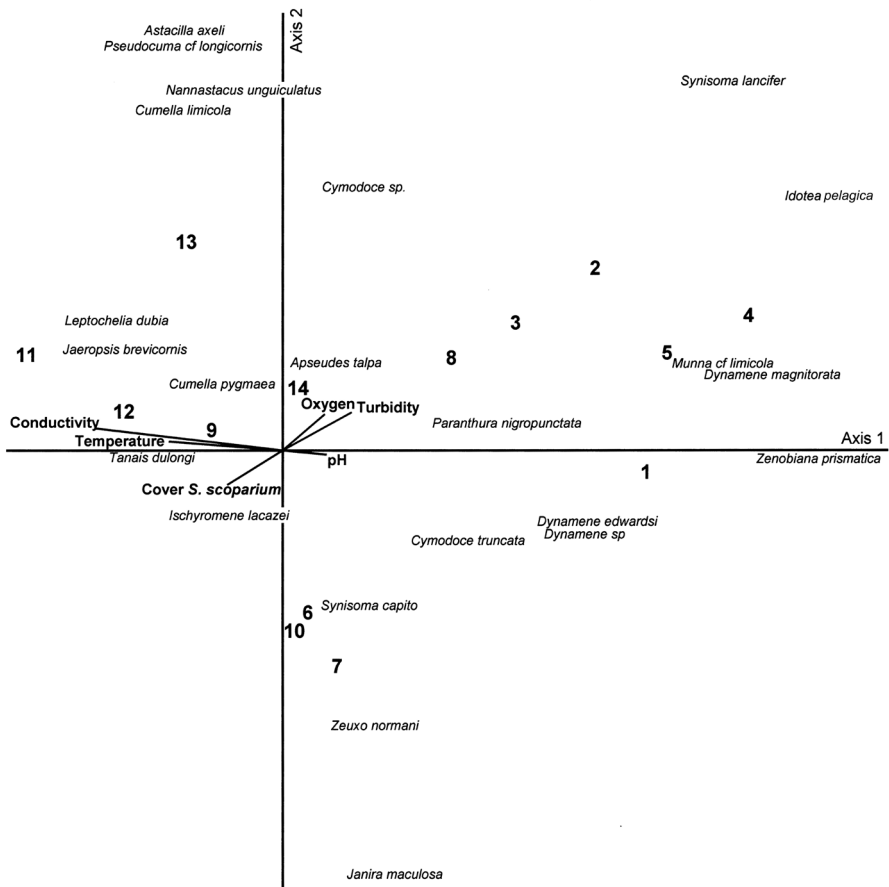 Astacilla axeli
Axis 2
Pseudocuma cf longicornis
Synisoma lancifer
Nannastacus unguiculatus
Cumella limicola
Cymodoce sp.
Idotea pelagica
13
2
4
Leptochelia dubia
3
11
Jaeropsis brevicornis
8
5
Apseudes talpa
Munna cf limicola
Dynamene magnitorata
Cumella pygmaea
14
Oxygen
Turbidity
12
Conductivity
9
Paranthura nigropunctata
Temperature
Axis 1
Tanais dulongi
pH
Zenobiana prismatica
1
Cover S. scoparium
Ischyromene lacazei
Dynamene edwardsi
Dynamene sp
Cymodoce truncata
6
Synisoma capito
10
7
Zeuxo normani
Janira maculosa